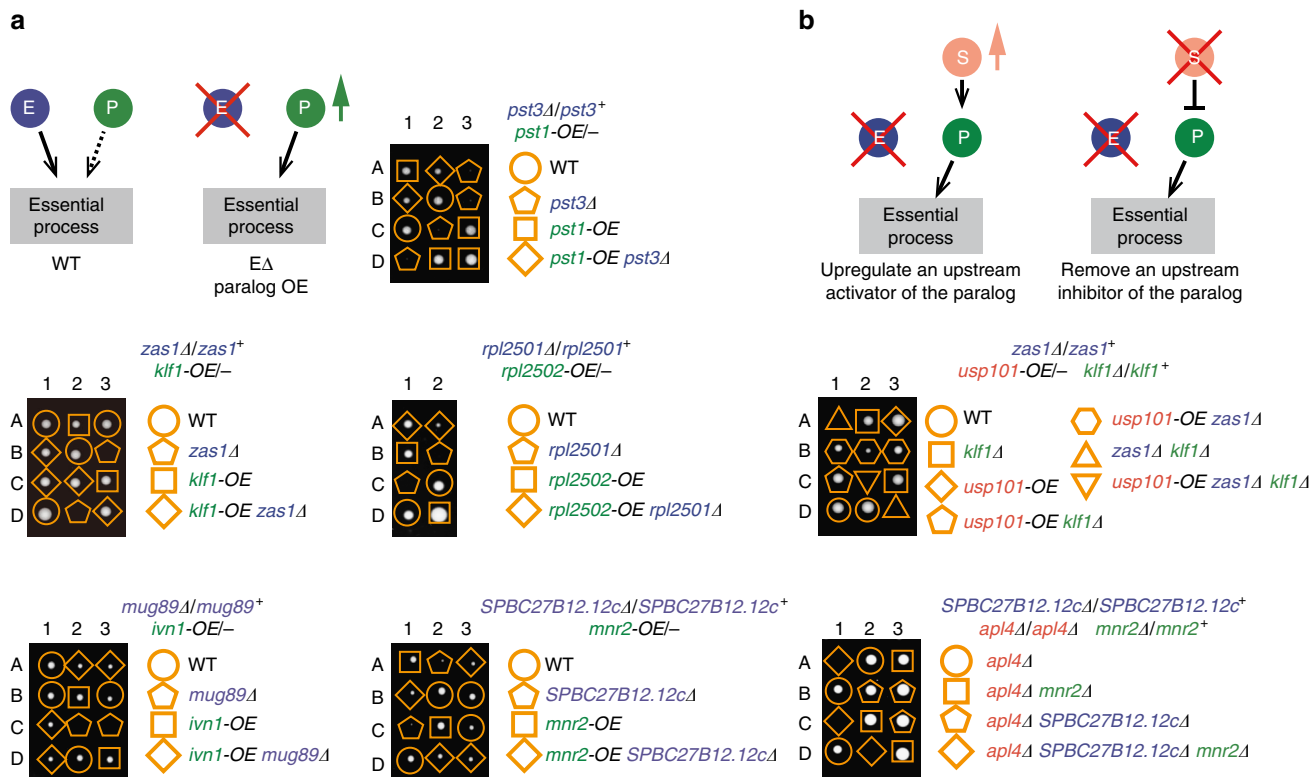 a
E
P
Essential
process
WT
E
P
Essential
process
EΔ
paralog OE
pst3Δ/pst3+
pst1-OE/–
1 2 3
A
B
C
D
WT
pst3Δ
pst1-OE
pst1-OE pst3Δ
b
S
E
P
Essential
process
Upregulate an upstream
activator of the paralog
S
E
P
Essential
process
Remove an upstream
inhibitor of the paralog
zas1Δ/zas1+
klf1-OE/–
1 2 3
A
B
C
D
WT
zas1Δ
klf1-OE
klf1-OE zas1Δ
rpl2501Δ/rpl2501+
rpl2502-OE/–
1 2
A
B
C
D
WT
rpl2501Δ
rpl2502-OE
rpl2502-OE rpl2501Δ
zas1Δ/zas1+
usp101-OE/– klf1Δ/klf1+
1 2 3
A
B
C
D
WT
klf1Δ
usp101-OE
usp101-OE klf1Δ
usp101-OE zas1Δ
zas1Δ klf1Δ
usp101-OE zas1Δ klf1Δ
mug89Δ/mug89+
ivn1-OE/–
1 2 3
A
B
C
D
WT
mug89Δ
ivn1-OE
ivn1-OE mug89Δ
SPBC27B12.12cΔ/SPBC27B12.12c+
mnr2-OE/–
1 2 3
A
B
C
D
WT
SPBC27B12.12cΔ
mnr2-OE
mnr2-OE SPBC27B12.12cΔ
SPBC27B12.12cΔ/SPBC27B12.12c+
apl4Δ/apl4Δ mnr2Δ/mnr2+
1 2 3
A
B
C
D
apl4Δ
apl4Δ mnr2Δ
apl4Δ SPBC27B12.12cΔ
apl4Δ SPBC27B12.12cΔ mnr2Δ